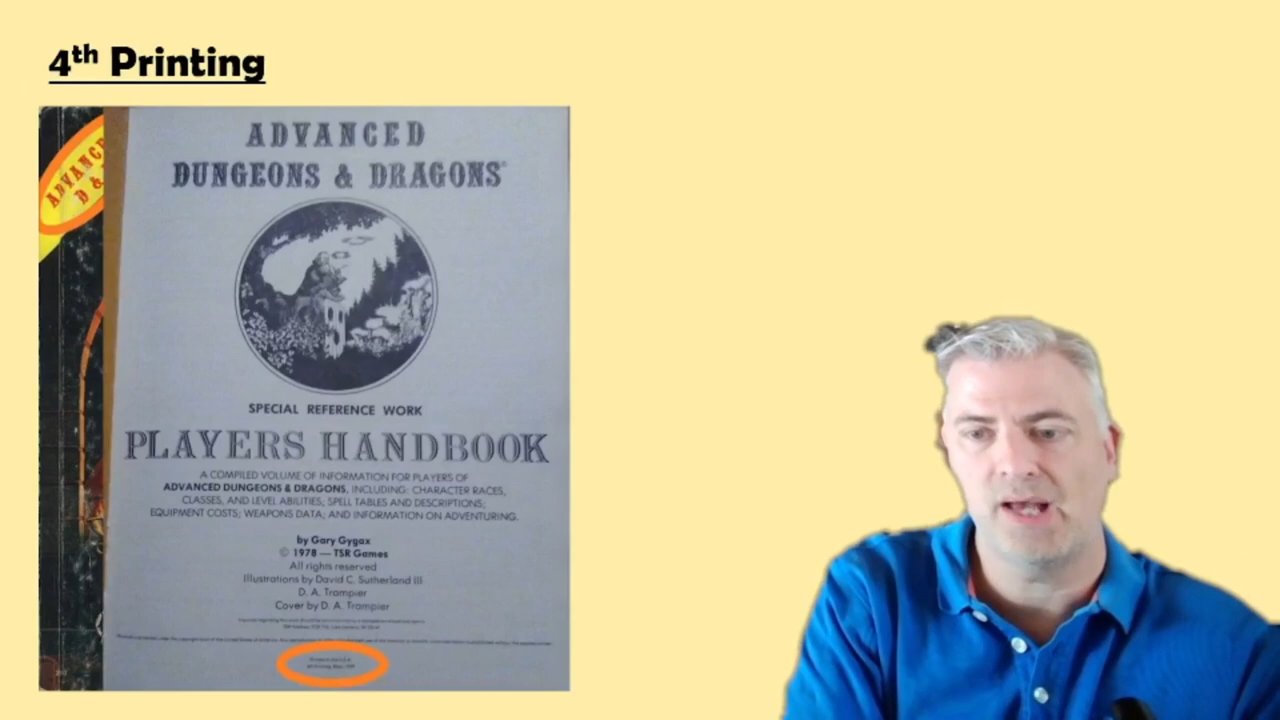 4th Printing
ADVANCED
D &
ADVANCED
DUNGEONS & DRAGONS®
SPECIAL REFERENCE WORK
PLAYERS HANDBOOK
A COMPILED VOLUME OF INFORMATION FOR PLAYERS OF
ADVANCED DUNGEONS & DRAGONS, INCLUDING: CHARACTER RACES,
CLASSES, AND LEVEL ABILITIES; SPELL TABLES AND DESCRIPTIONS;
EQUIPMENT COSTS; WEAPONS DATA; AND INFORMATION ON ADVENTURING.
by Gary Gygax
© 1978 — TSR Games
All rights reserved
Illustrations by David C. Sutherland III
D. A. Trampier
Cover by D. A. Trampier
Printed in U.S.A.